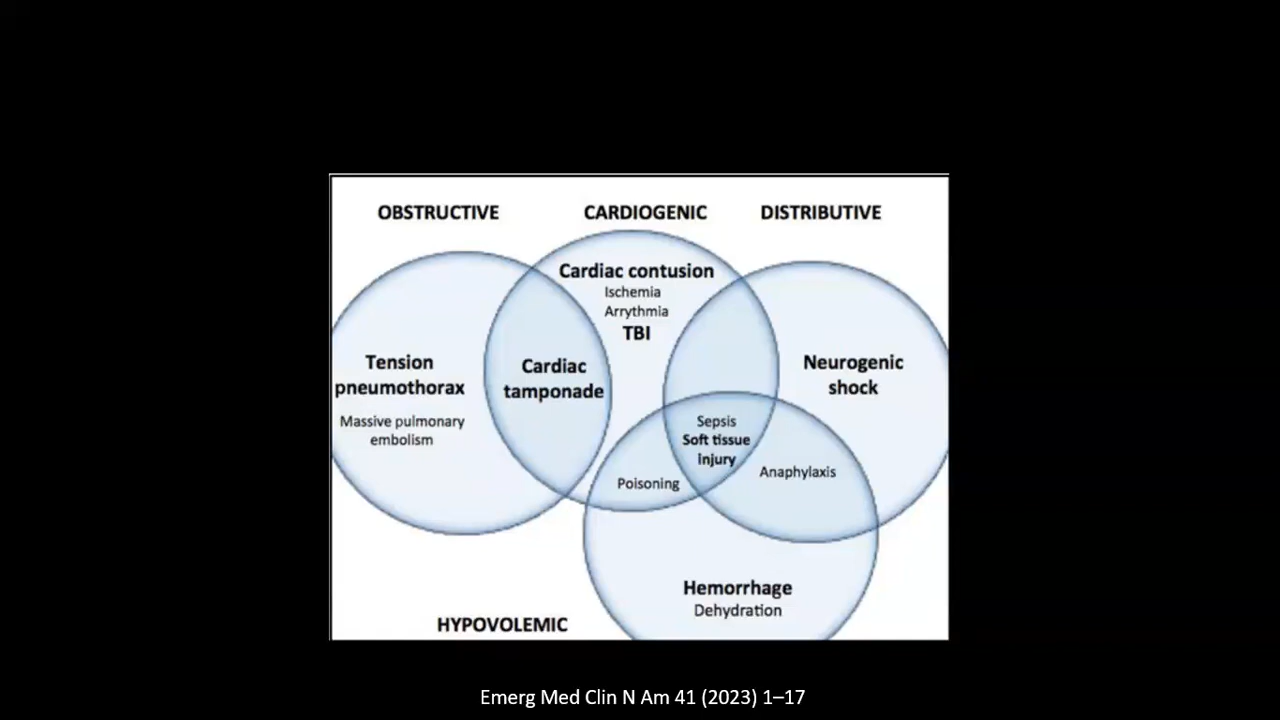 OBSTRUCTIVE
CARDIOGENIC
DISTRIBUTIVE
Cardiac contusion
Ischemia
Arrythmia
TBI
Tension
pneumothorax
Massive pulmonary
embolism
Cardiac
tamponade
Neurogenic
shock
Sepsis
Soft tissue
injury
Poisoning
Anaphylaxis
Hemorrhage
Dehydration
HYPOVOLEMIC
Emerg Med Clin N Am 41 (2023) 1–17